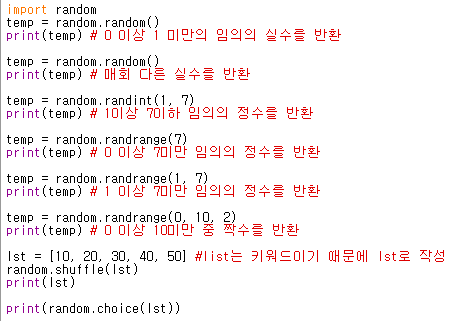 import random
temp = random.random()
print(temp) # 0 이상 1 미만의 임의의 실수를 반환
temp = random.random()
print(temp) # 매회 다른 실수를 반환
temp = random.randint(1, 7)
print(temp) # 1이상 7이하 임의의 정수를 반환
temp = random.randrange(7)
print(temp) # 0 이상 7미만 임의의 정수를 반환
temp = random.randrange(1, 7)
print(temp) # 1 이상 7미만 임의의 정수를 반환
temp = random.randrange(0, 10, 2)
print(temp) # 0 이상 10미만 중 짝수를 반환
lst = [10, 20, 30, 40, 50] #list는 키워드이기 때문에 lst로 작성
random.shuffle(lst)
print(lst)
print(random.choice(lst))